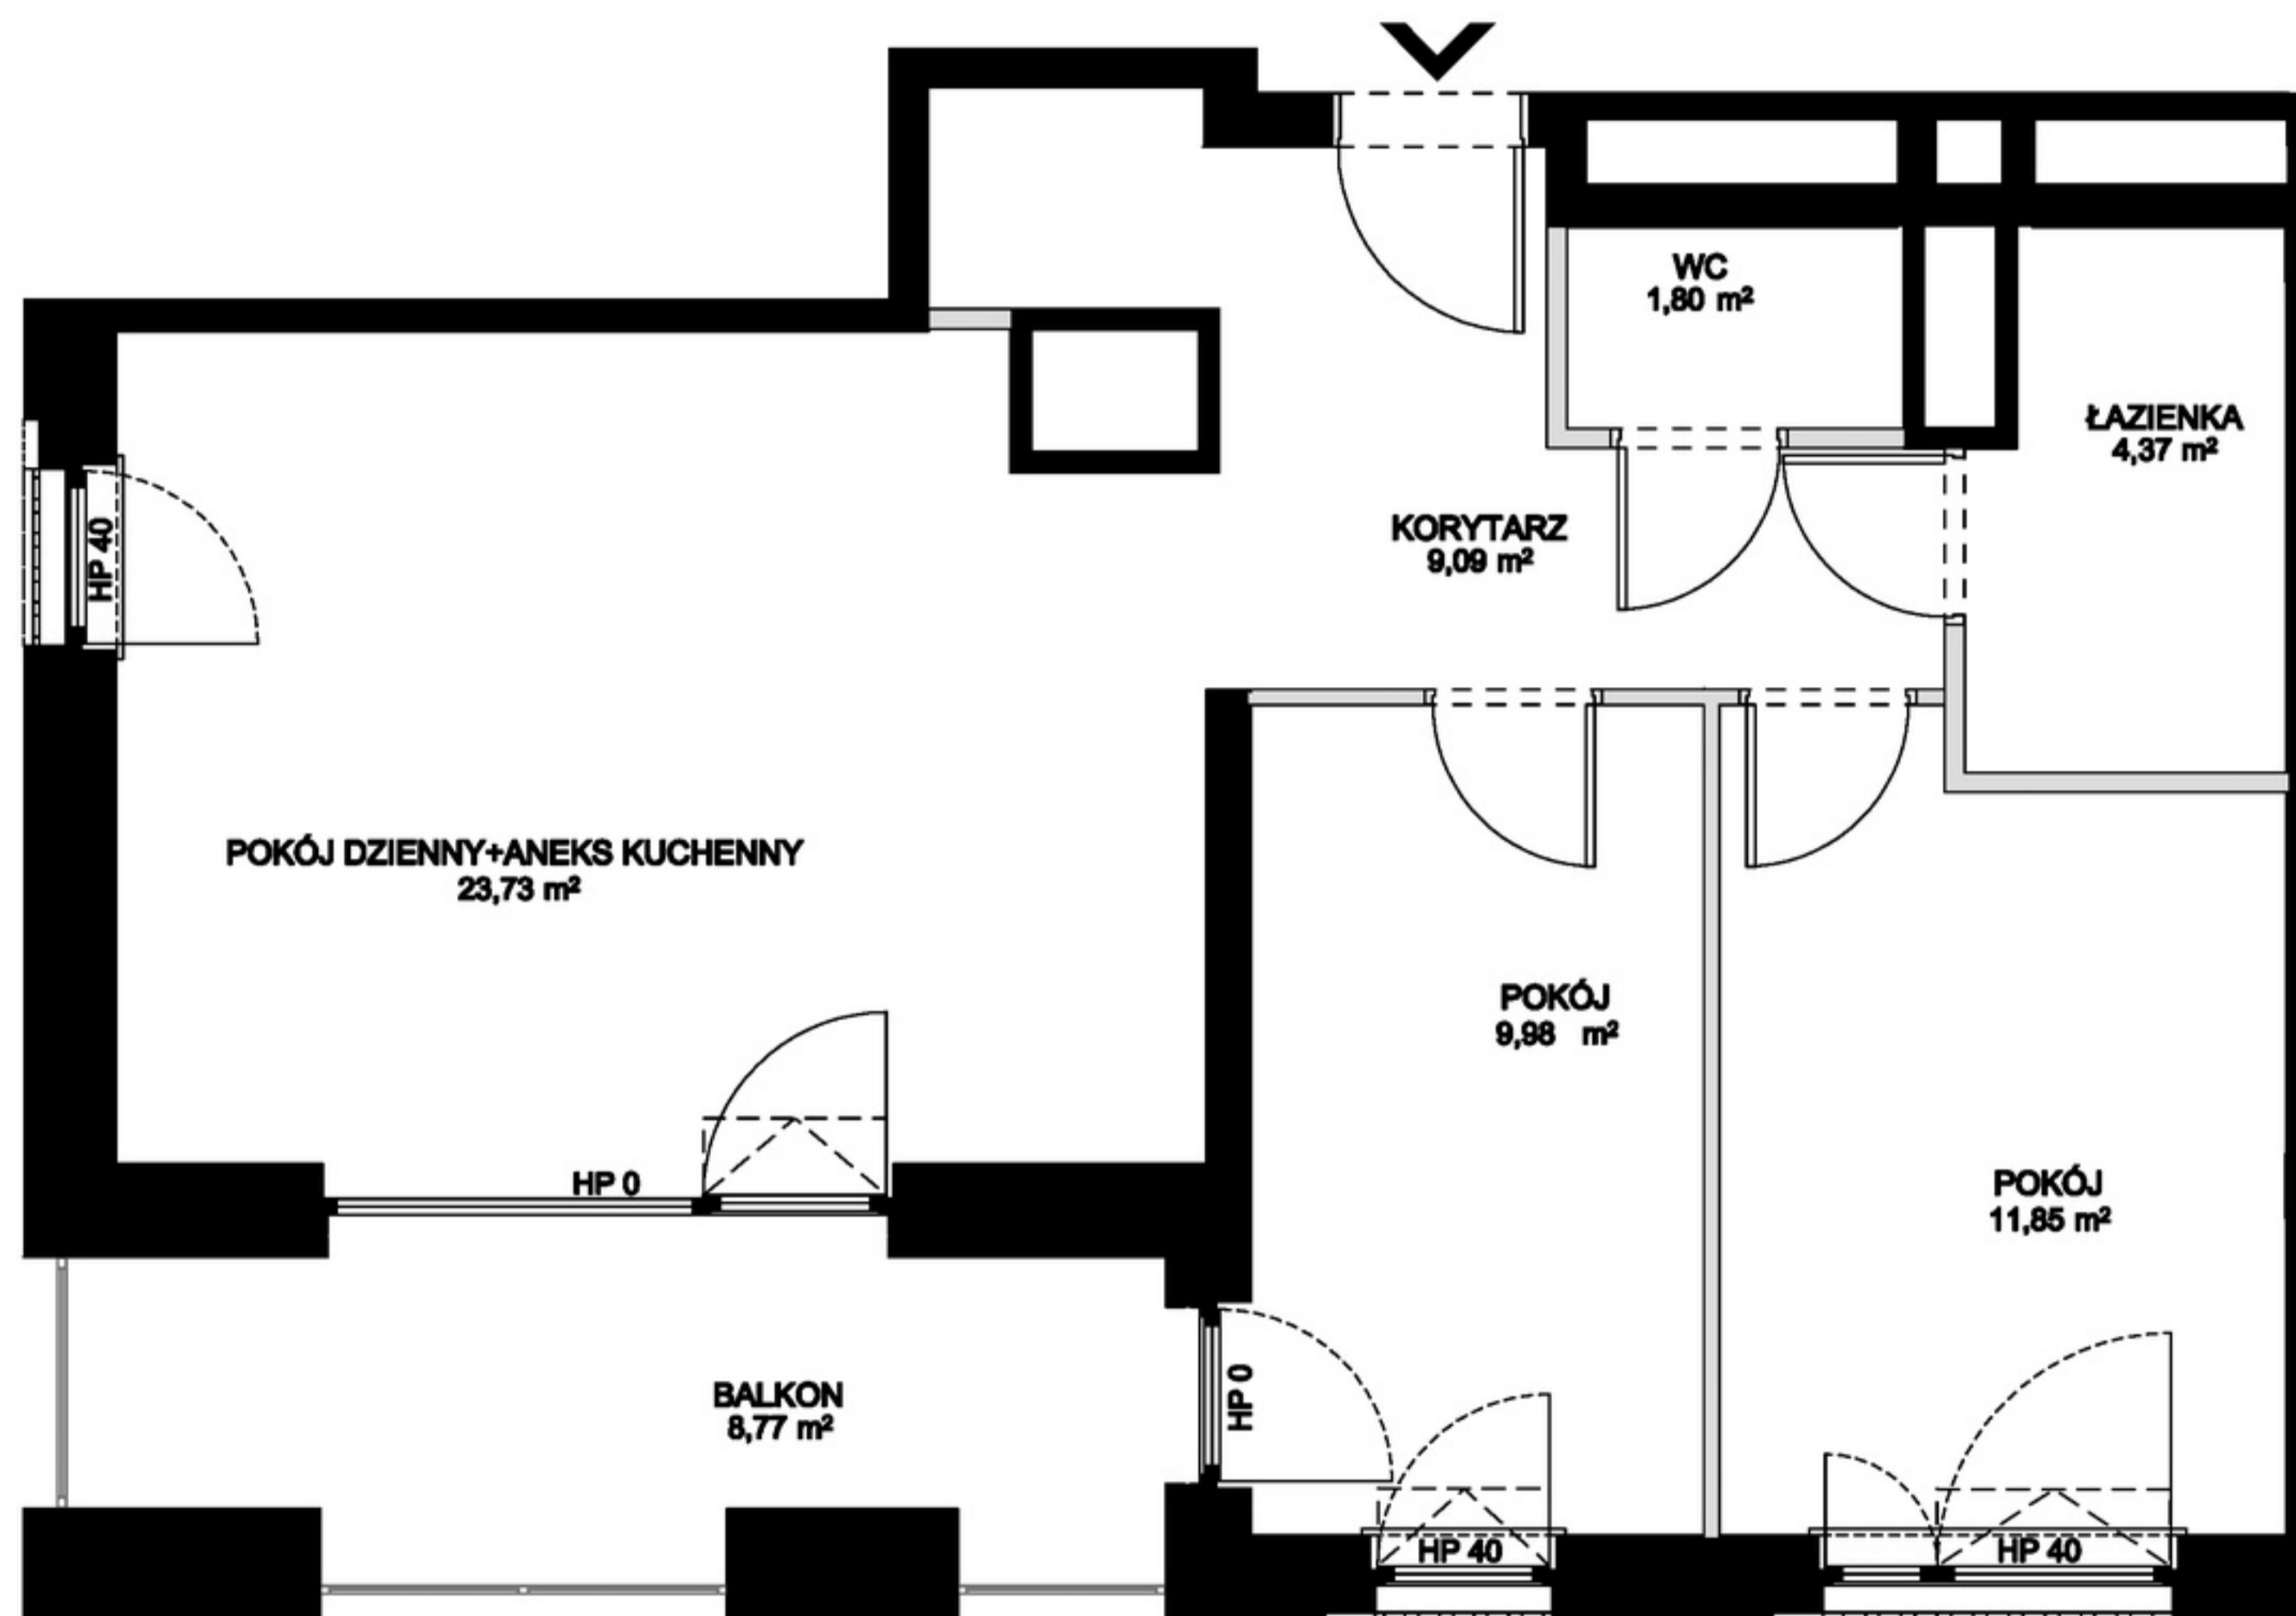 WC
1,80 m²
ŁAZIENKA
4,37 m²
KORYTARZ
9,09 m²
HP 40
POKÓJ DZIENNY+ANEKS KUCHENNY
23,73 m²
POKÓJ
9,98 m²
HP 0
POKÓJ
11,85 m²
BALKON
8,77 m²
HP 0
HP 40
HP 40